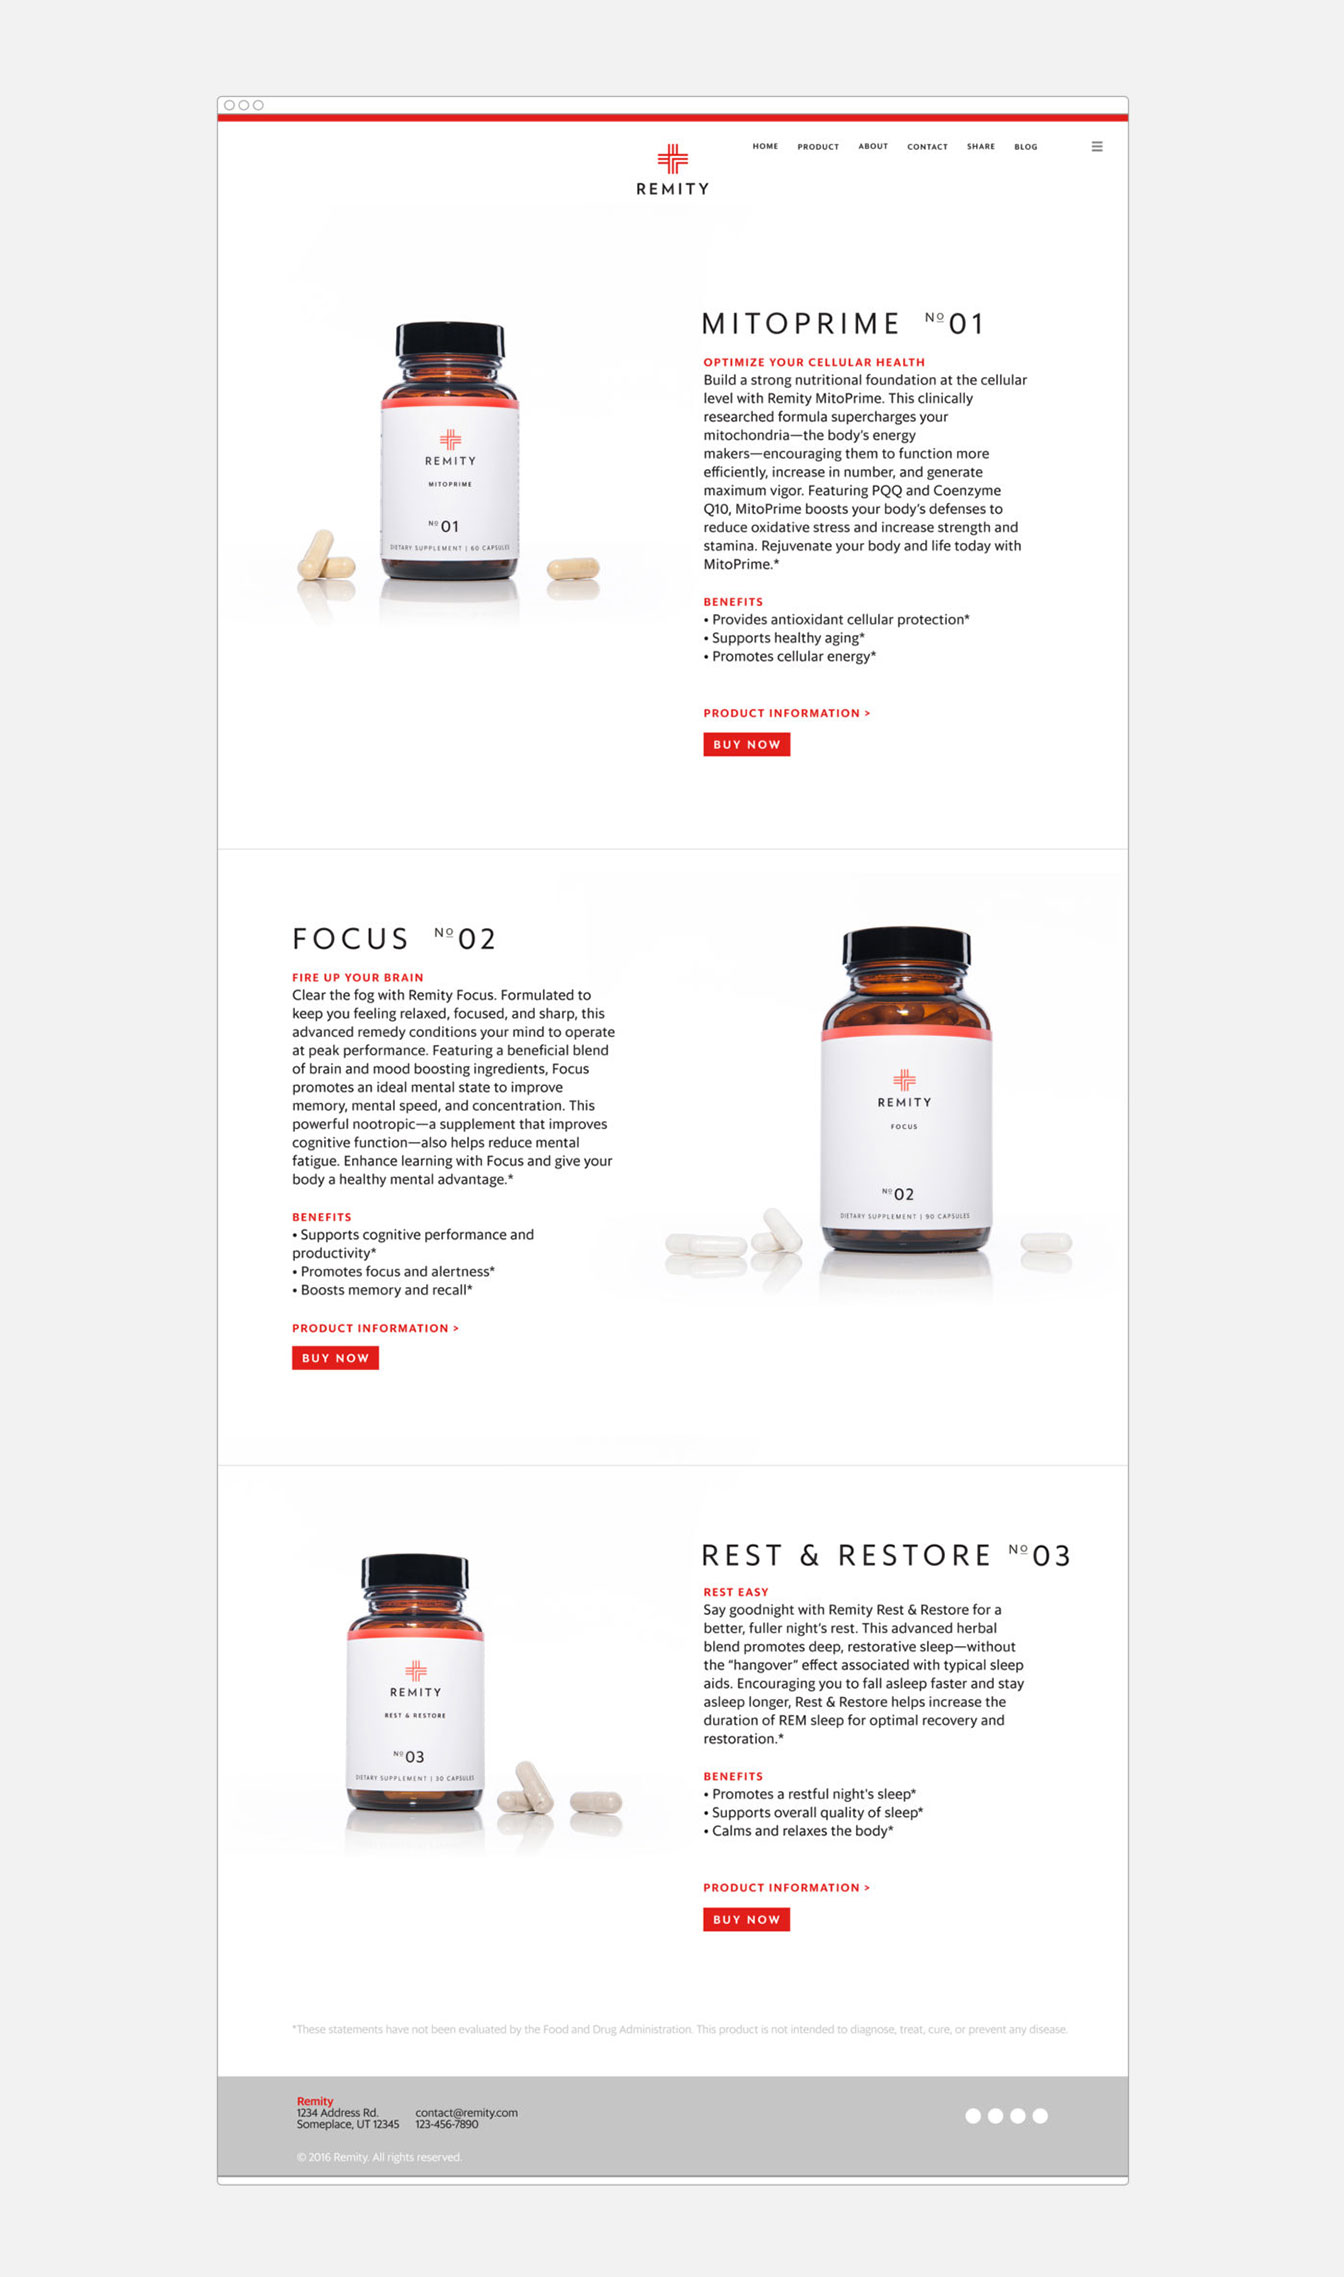 HOME PRODUCT ABOUT CONTACT SHARE BLOG
REMITY
MITOPRIME Nº 01
OPTIMIZE YOUR CELLULAR HEALTH
Build a strong nutritional foundation at the cellular
level with Remity MitoPrime. This clinically
researched formula supercharges your
mitochondria—the body's energy
makers—encouraging them to function more
efficiently, increase in number, and generate
maximum vigor. Featuring PQQ and Coenzyme
Q10, MitoPrime boosts your body's defenses to
reduce oxidative stress and increase strength and
stamina. Rejuvenate your body and life today with
MitoPrime.*
BENEFITS
• Provides antioxidant cellular protection*
• Supports healthy aging*
• Promotes cellular energy*
PRODUCT INFORMATION >
BUY NOW
REMITY
MITOPRIME
Nº 01
DIETARY SUPPLEMENT | 60 CAPSULES
FOCUS Nº 02
FIRE UP YOUR BRAIN
Clear the fog with Remity Focus. Formulated to
keep you feeling relaxed, focused, and sharp, this
advanced remedy conditions your mind to operate
at peak performance. Featuring a beneficial blend
of brain and mood boosting ingredients, Focus
promotes an ideal mental state to improve
memory, mental speed, and concentration. This
powerful nootropic—a supplement that improves
cognitive function—also helps reduce mental
fatigue. Enhance learning with Focus and give your
body a healthy mental advantage.*
BENEFITS
• Supports cognitive performance and
productivity*
• Promotes focus and alertness*
• Boosts memory and recall*
PRODUCT INFORMATION >
BUY NOW
REMITY
FOCUS
Nº 02
DIETARY SUPPLEMENT | 90 CAPSULES
REST & RESTORE Nº 03
REST EASY
Say goodnight with Remity Rest & Restore for a
better, fuller night's rest. This advanced herbal
blend promotes deep, restorative sleep—without
the “hangover” effect associated with typical sleep
aids. Encouraging you to fall asleep faster and stay
asleep longer, Rest & Restore helps increase the
duration of REM sleep for optimal recovery and
restoration.*
BENEFITS
• Promotes a restful night's sleep*
• Supports overall quality of sleep*
• Calms and relaxes the body*
PRODUCT INFORMATION >
BUY NOW
REMITY
REST & RESTORE
Nº 03
DIETARY SUPPLEMENT | 30 CAPSULES
*These statements have not been evaluated by the Food and Drug Administration. This product is not intended to diagnose, treat, cure, or prevent any disease.
Remity
1234 Address Rd. contact@remity.com
Someplace, UT 12345 123-456-7890
© 2016 Remity. All rights reserved.